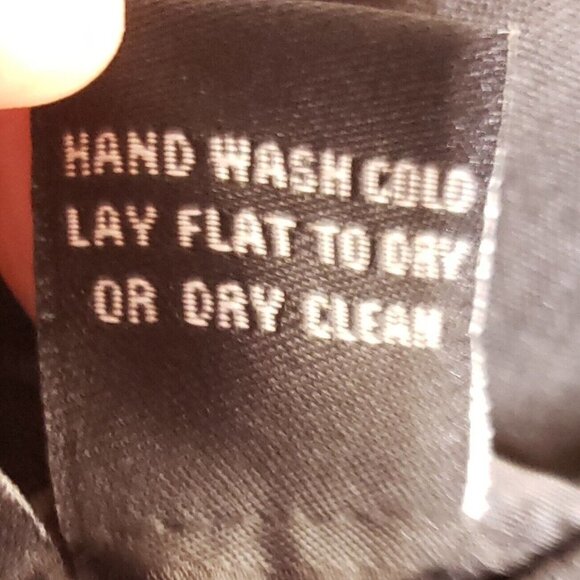 HAND WASH COLD
LAY FLAT TO DRY
OR DRY CLEAN